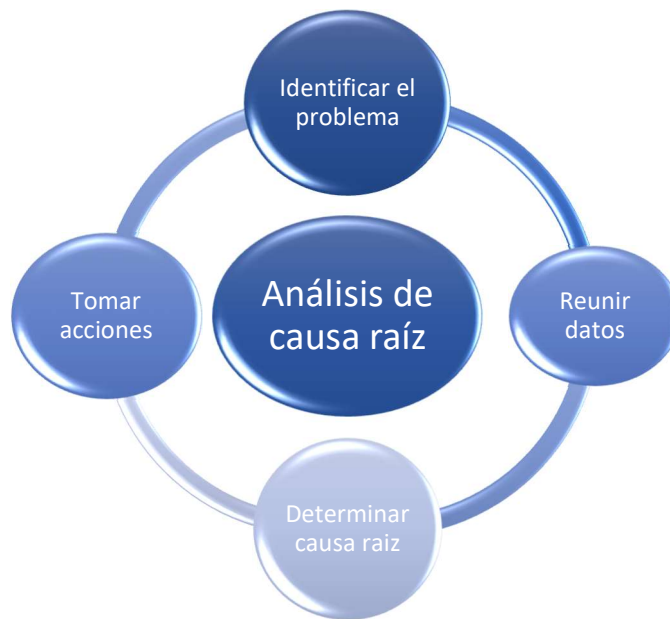 Identificar el
problema
Análisis de
causa raíz
Reunir
datos
Determinar
causa raiz
Tomar
acciones